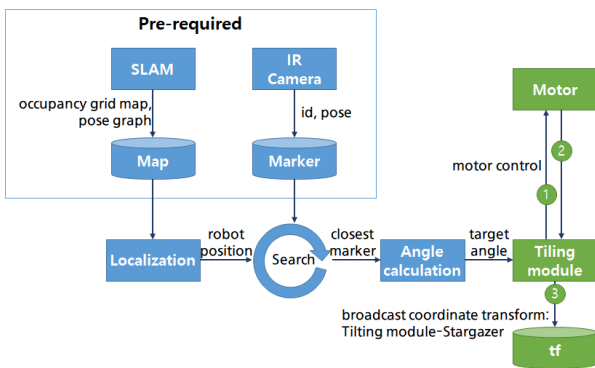 Pre-required
SLAM
IR
Camera
Motor
occupancy grid map,
pose graph
id, pose
Map
Marker
motor control
1
2
robot
position
closest
marker
target
angle
Localization
Search
Angle
calculation
Tiling
module
3
broadcast coordinate transform:
Tilting module-Stargazer
tf